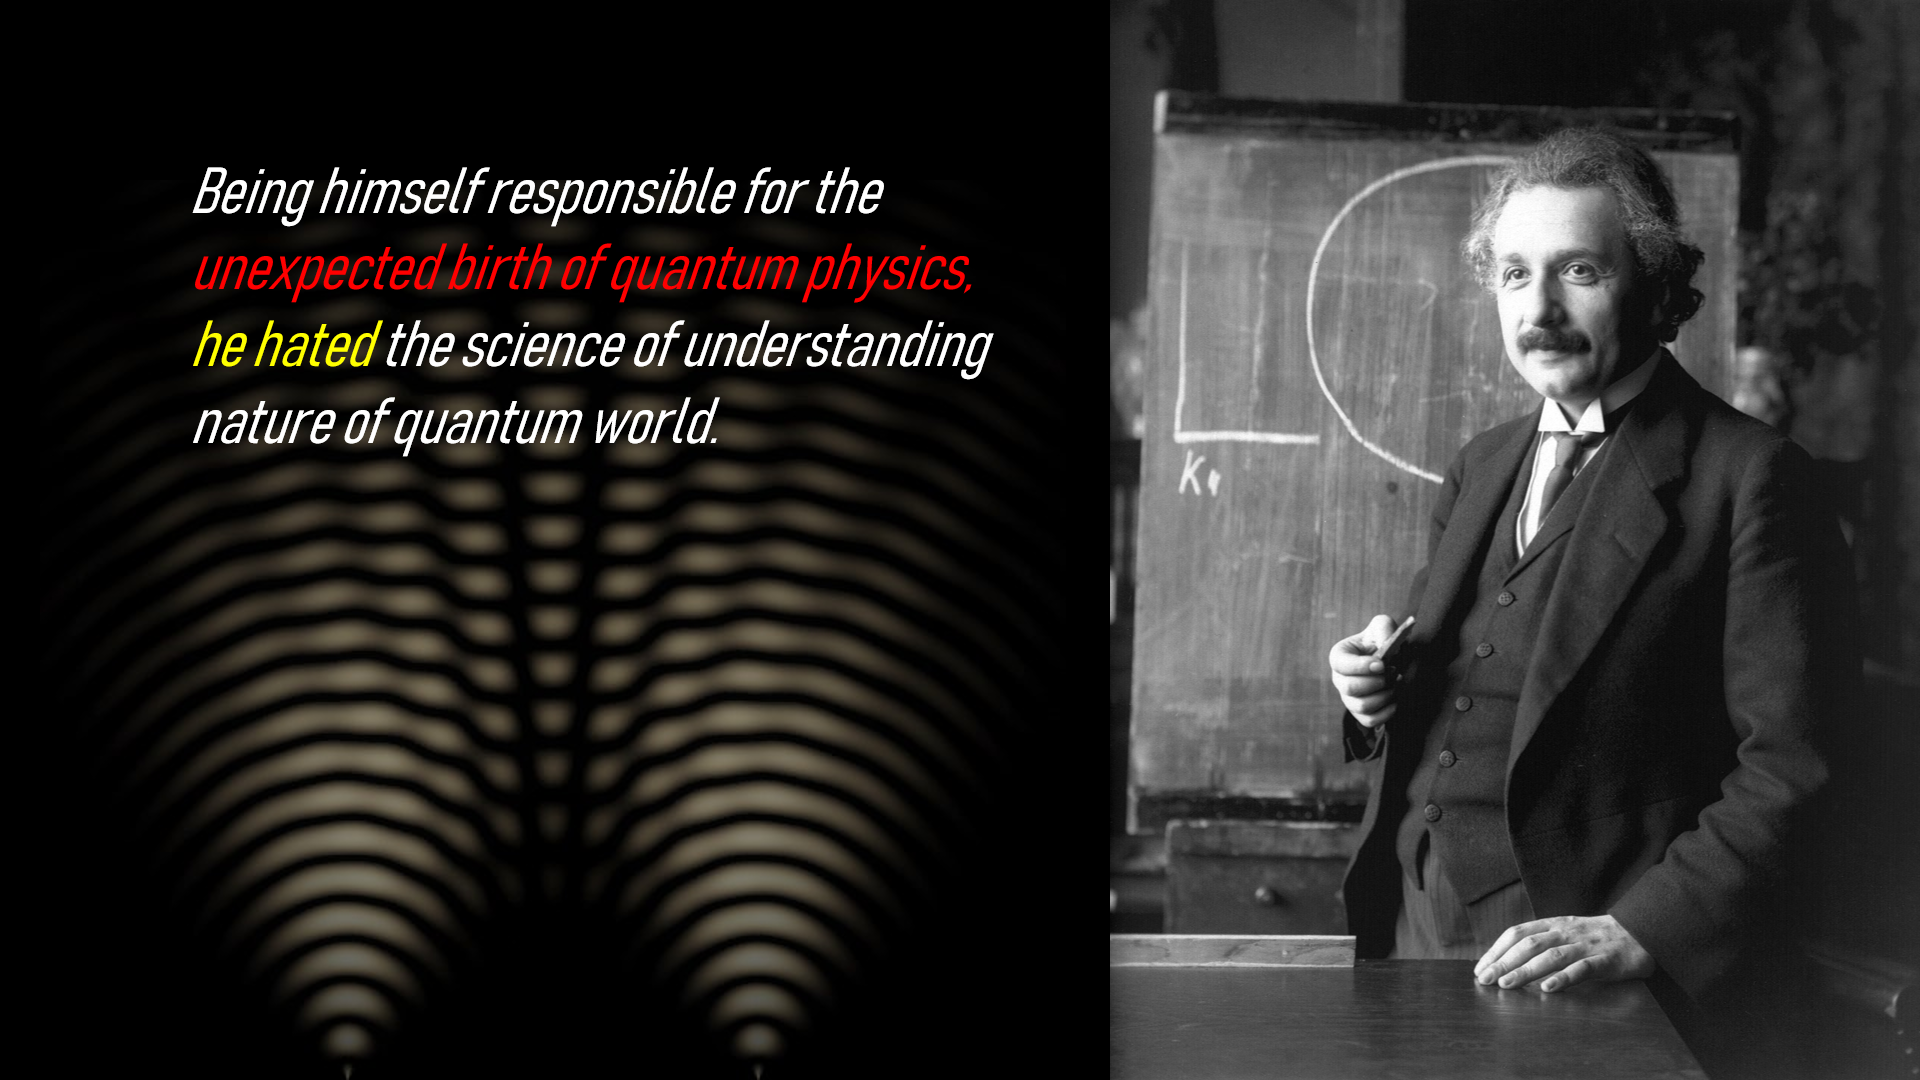 Being himself responsible for the
unexpected birth of quantum physics,
he hated the science of understanding
nature of quantum world.
K